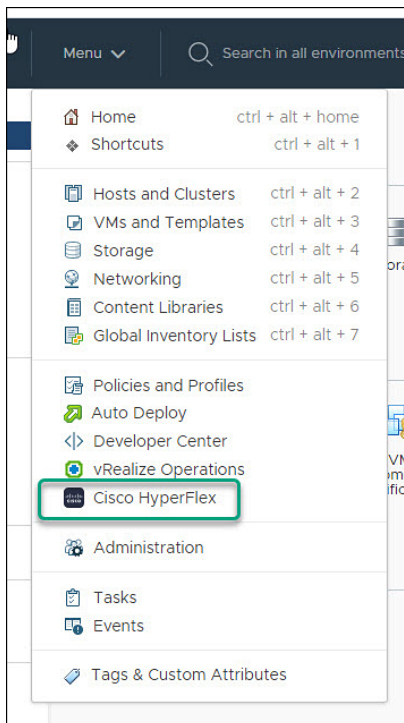 Menu
Search in all environments
Home ctrl + alt + home
Shortcuts ctrl + alt + 1
Hosts and Clusters ctrl + alt + 2
VMs and Templates ctrl + alt + 3
Storage ctrl + alt + 4
Networking ctrl + alt + 5
Content Libraries ctrl + alt + 6
Global Inventory Lists ctrl + alt + 7
Policies and Profiles
Auto Deploy
Developer Center
vRealize Operations
Cisco HyperFlex
Administration
Tasks
Events
Tags & Custom Attributes